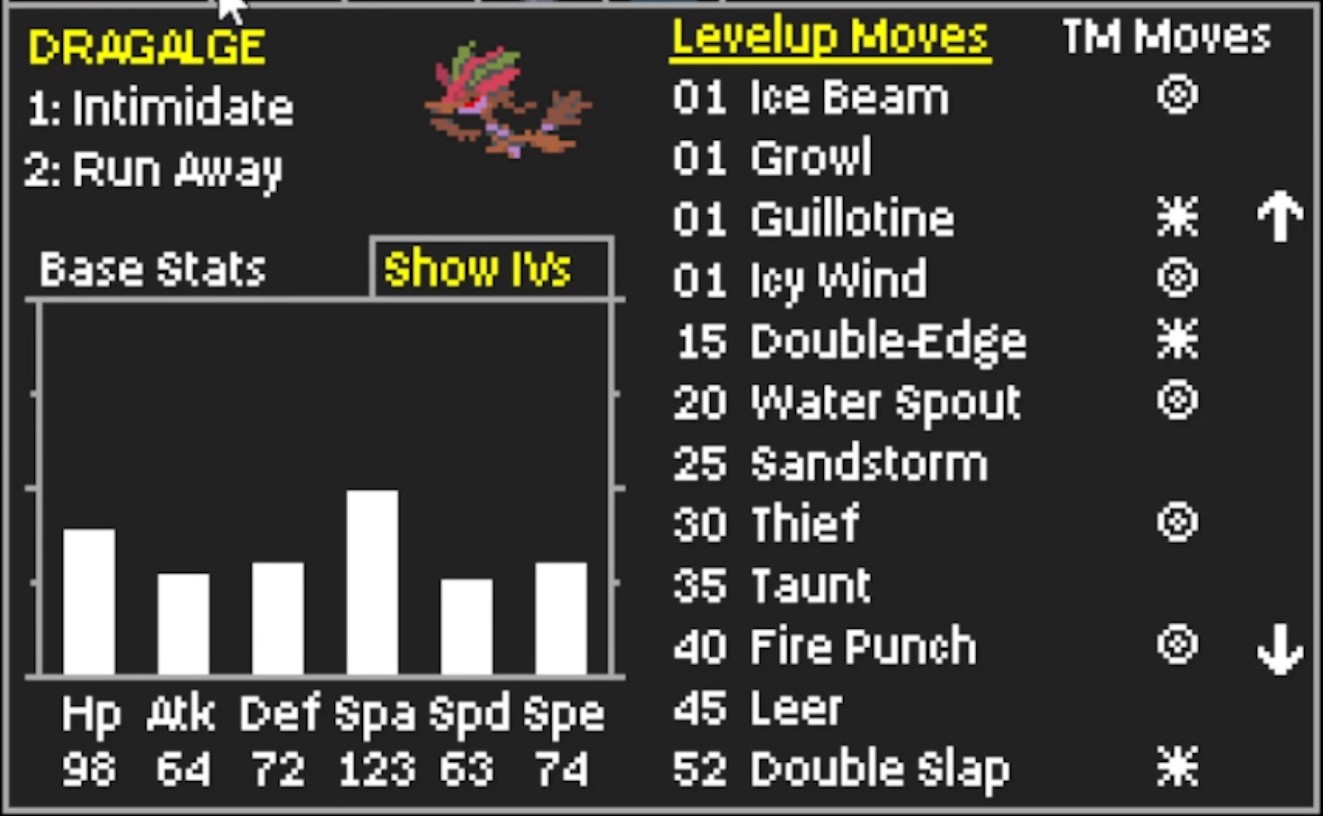 DRAGALGE
1: Intimidate
2: Run Away
Base Stats
Show IVs
Hp Atk Def Spa Spd Spe
98 64 72 123 63 74
Levelup Moves
TM Moves
01 Ice Beam
01 Growl
01 Guillotine
01 Icy Wind
15 Double-Edge
20 Water Spout
25 Sandstorm
30 Thief
35 Taunt
40 Fire Punch
45 Leer
52 Double Slap